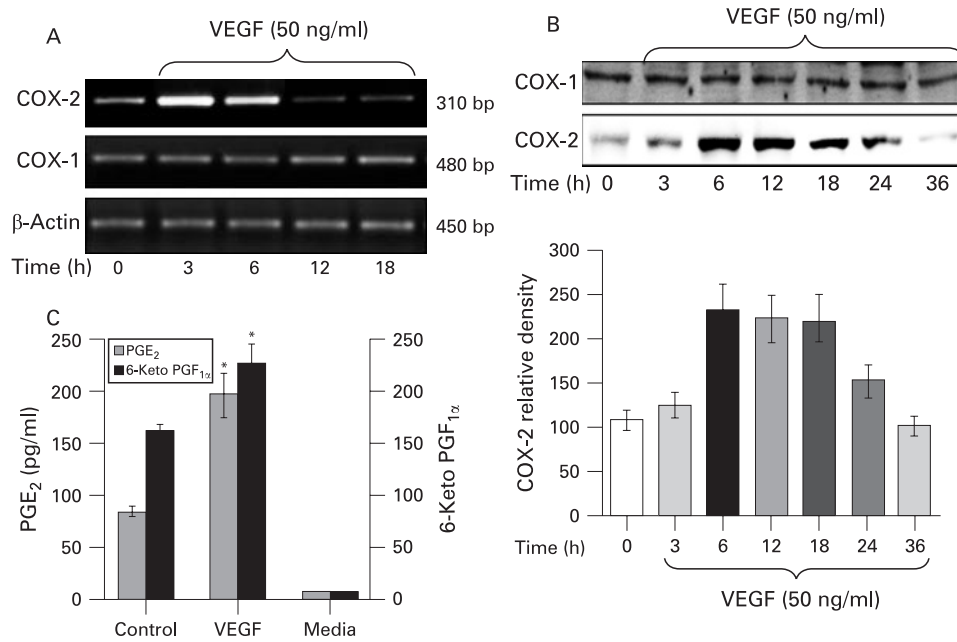 A
VEGF (50 ng/ml)
COX-2
310 bp
COX-1
480 bp
β-Actin
450 bp
Time (h) 0 3 6 12 18
B
VEGF (50 ng/ml)
COX-1
COX-2
Time (h) 0 3 6 12 18 24 36
300
250
200
150
100
50
0
COX-2 relative density
Time (h) 0 3 6 12 18 24 36
VEGF (50 ng/ml)
C
PGE2
6-Keto PGF1α
* *
250
200
150
100
50
0
PGE2 (pg/ml)
250
200
150
100
50
0
6-Keto PGF1α
Control VEGF Media